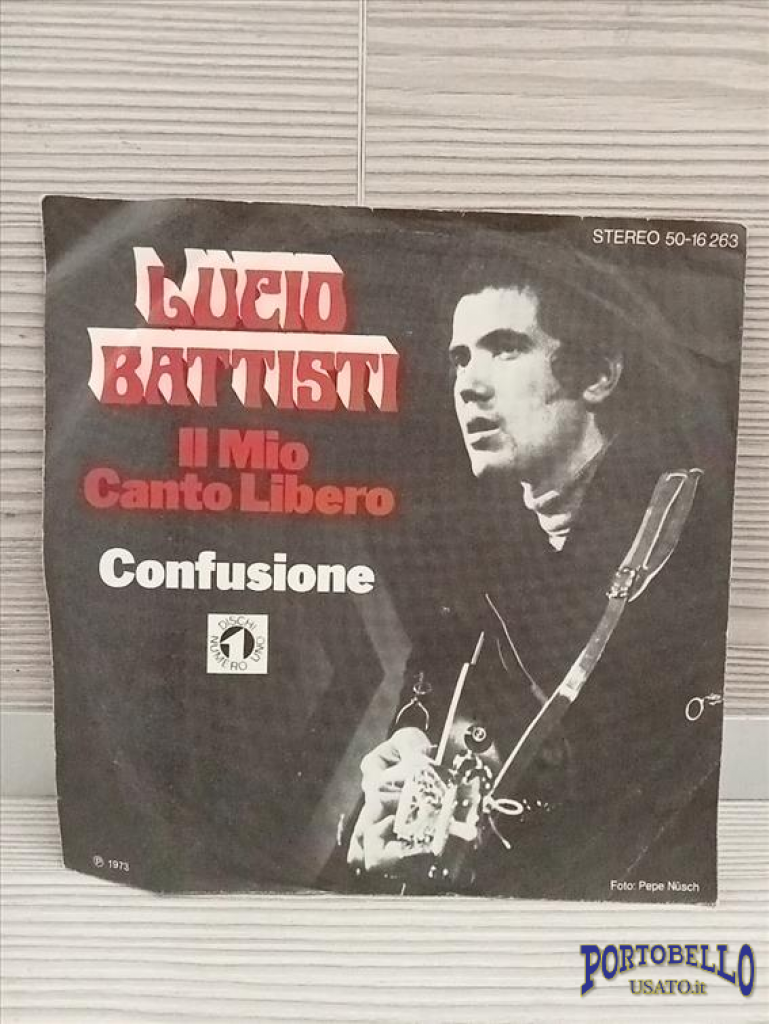 STEREO 50-16 263
LUCIO
BATTISTI
Il Mio
Canto Libero
Confusione
DISCHI
1
NUMERO UNO
℗ 1973
Foto: Pepe Nüsch
PORTOBELLO
USATO.it